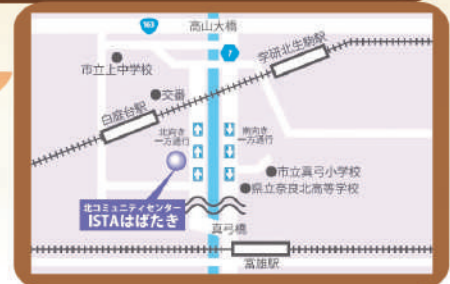 163
高山大橋
7
学研北生駒駅
市立上中学校
交番
白庭台駅
北向き
一方通行
南向き
一方通行
市立真弓小学校
県立奈良北高等学校
北コミュニティセンター
ISTAはばたき
真弓橋
富雄駅